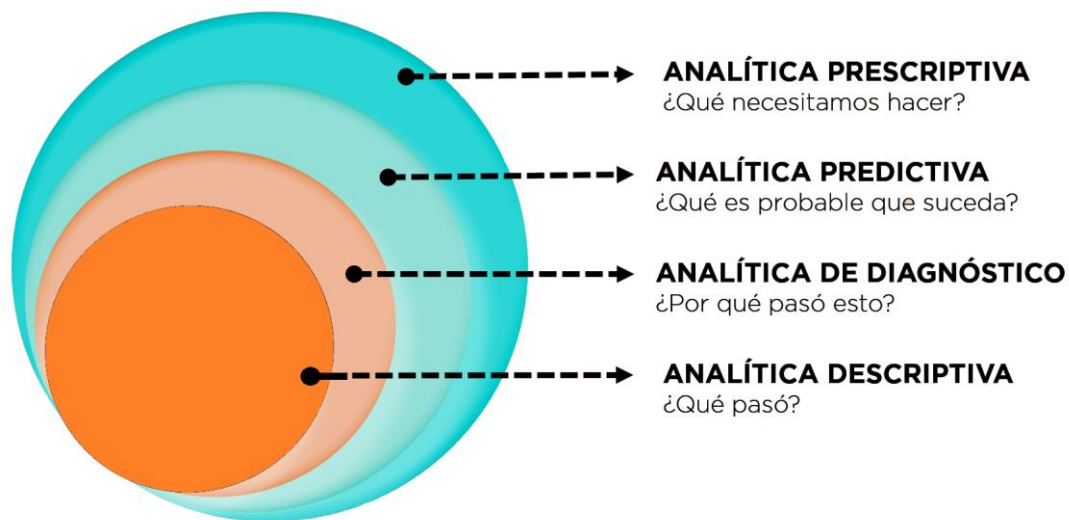 ANALÍTICA PRESCRIPTIVA
¿Qué necesitamos hacer?
ANALÍTICA PREDICTIVA
¿Qué es probable que suceda?
ANALÍTICA DE DIAGNÓSTICO
¿Por qué pasó esto?
ANALÍTICA DESCRIPTIVA
¿Qué pasó?